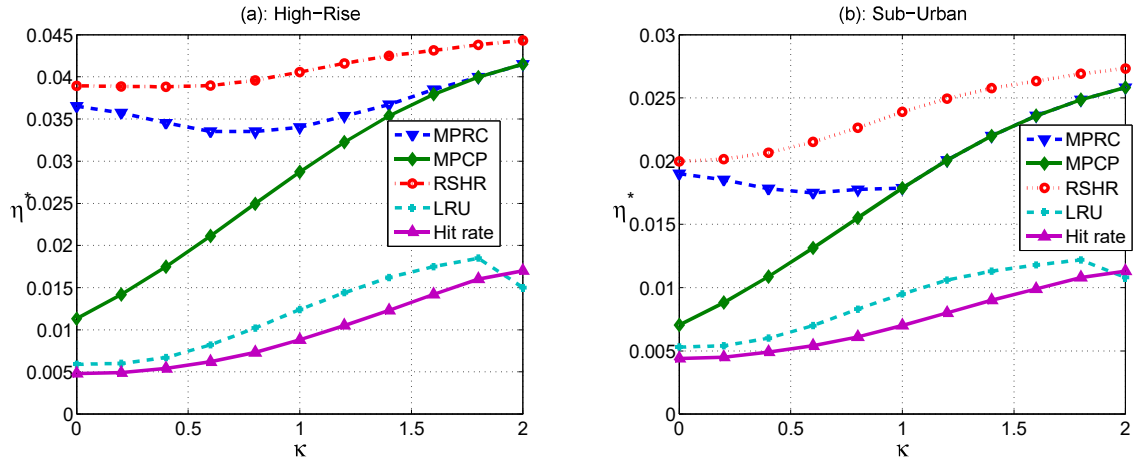 (a): High-Rise
0.045
0.04
0.035
0.03
0.025
0.02
0.015
0.01
0.005
0
η*
MPRC
MPCP
RSHR
LRU
Hit rate
0 0.5 1 1.5 2
κ
(b): Sub-Urban
0.03
0.025
0.02
0.015
0.01
0.005
0
η*
MPRC
MPCP
RSHR
LRU
Hit rate
0 0.5 1 1.5 2
κ